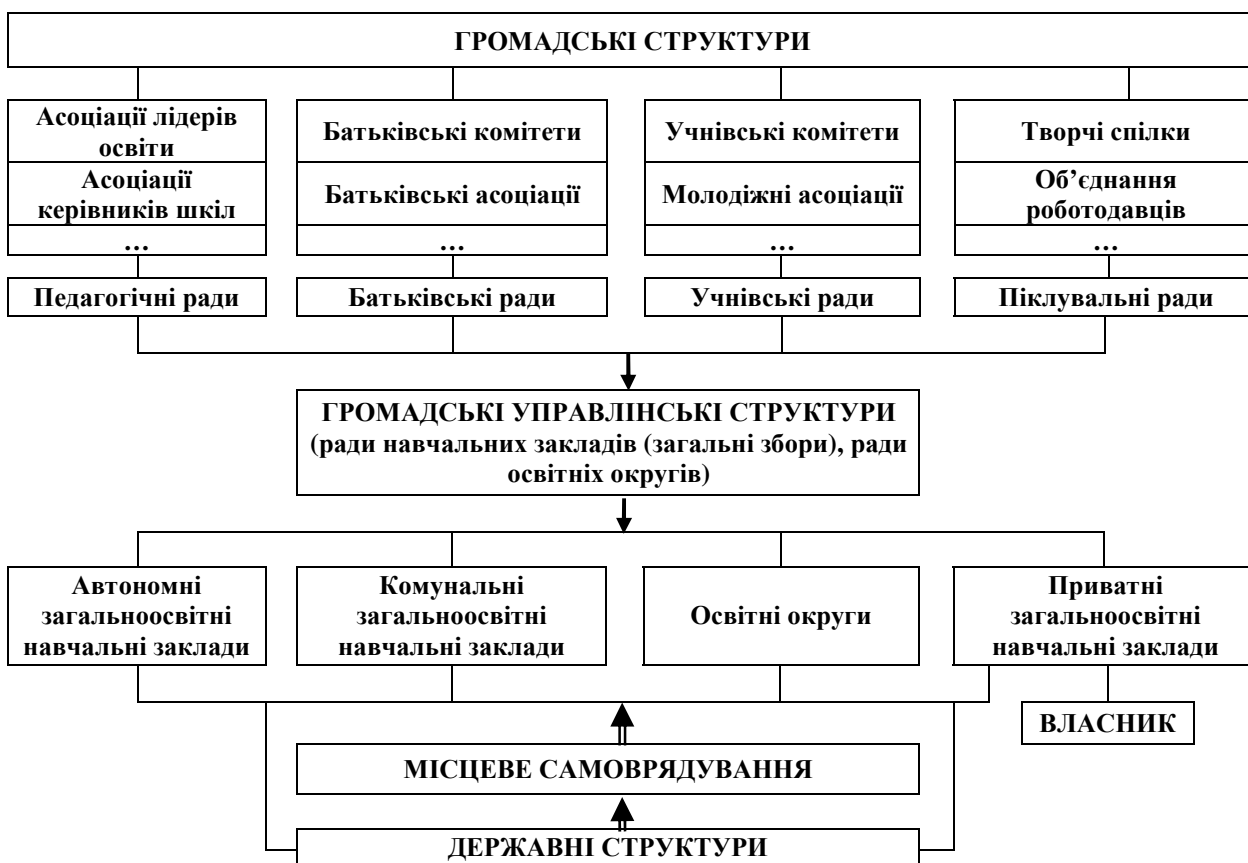 ГРОМАДСЬКІ СТРУКТУРИ
Асоціації лідерів
освіти
Батьківські комітети
Учнівські комітети
Творчі спілки
Асоціації
керівників шкіл
Батьківські асоціації
Молодіжні асоціації
Об’єднання
роботодавців
…
…
…
…
Педагогічні ради
Батьківські ради
Учнівські ради
Піклувальні ради
ГРОМАДСЬКІ УПРАВЛІНСЬКІ СТРУКТУРИ
(ради навчальних закладів (загальні збори), ради
освітніх округів)
Автономні
загальноосвітні
навчальні заклади
Комунальні
загальноосвітні
навчальні заклади
Освітні округи
Приватні
загальноосвітні
навчальні заклади
ВЛАСНИК
МІСЦЕВЕ САМОВРЯДУВАННЯ
ДЕРЖАВНІ СТРУКТУРИ